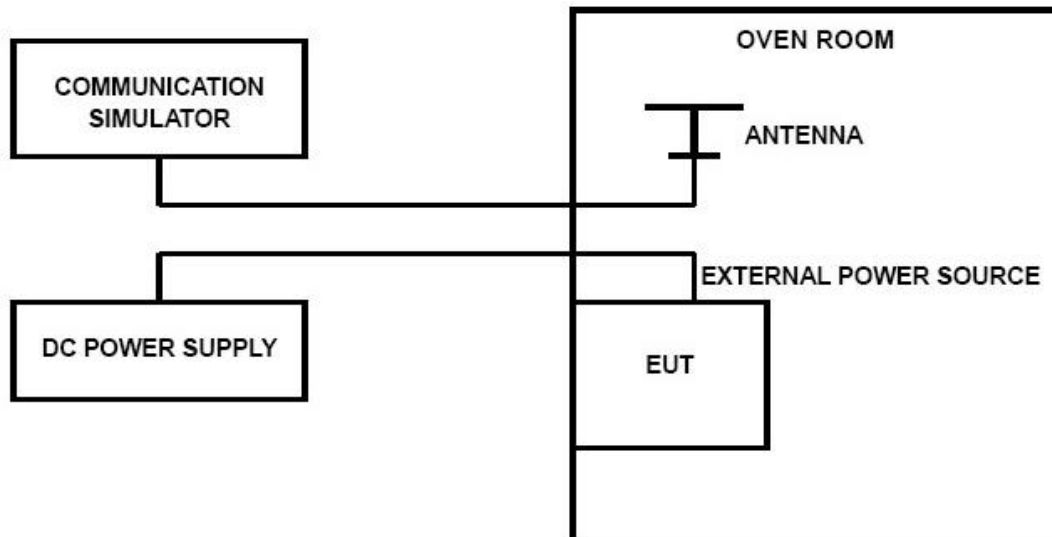 OVEN ROOM
COMMUNICATION
SIMULATOR
ANTENNA
EXTERNAL POWER SOURCE
DC POWER SUPPLY
EUT